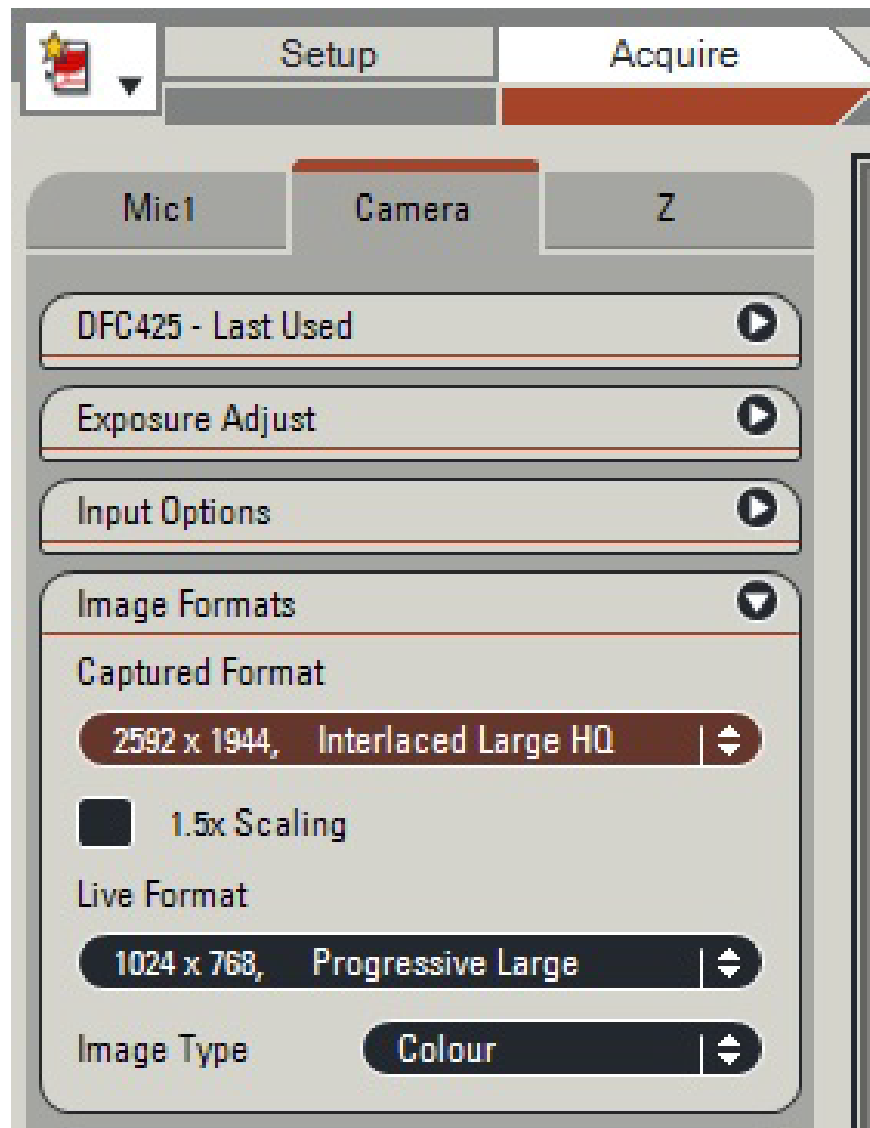 Setup Acquire
Mic1 Camera Z
DFC425 - Last Used
Exposure Adjust
Input Options
Image Formats
Captured Format
2592 x 1944, Interlaced Large HQ
1.5x Scaling
Live Format
1024 x 768, Progressive Large
Image Type Colour